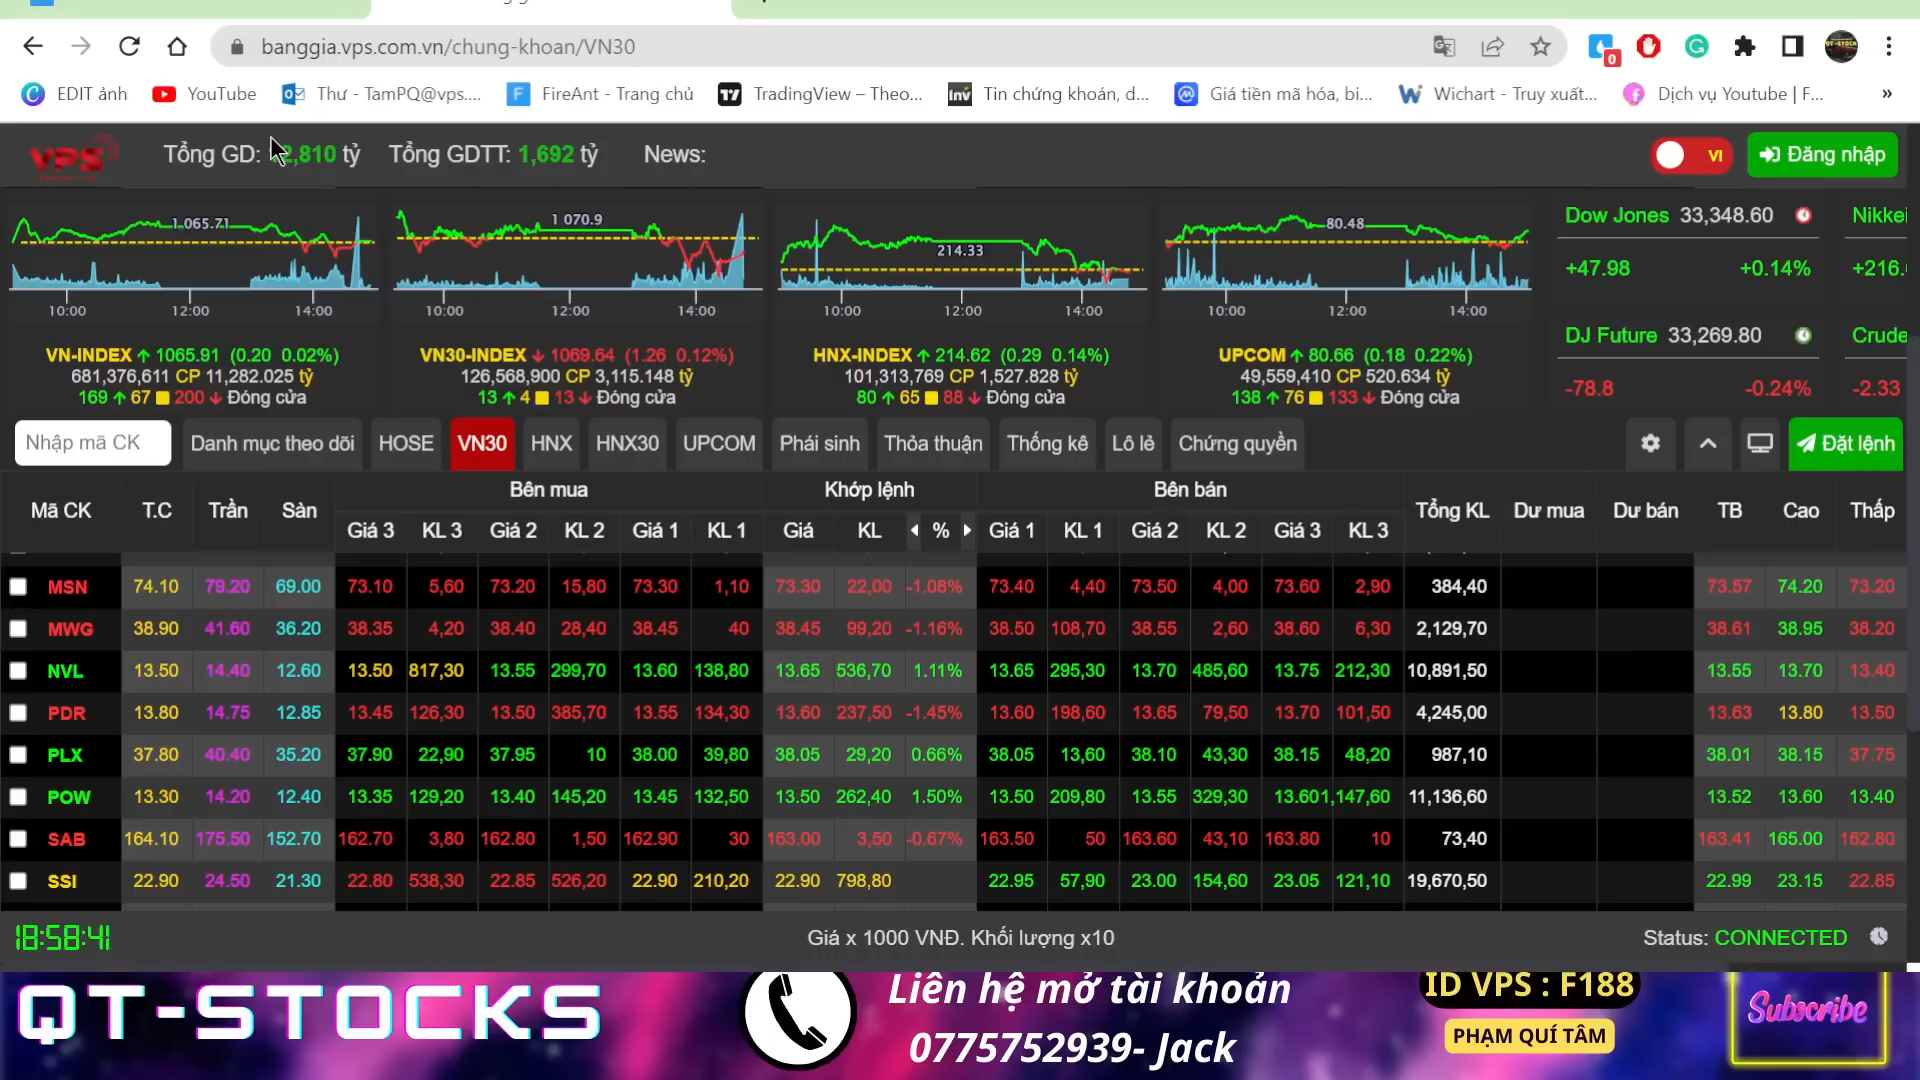 banggia.vps.com.vn/chung-khoan/VN30
0
EDIT ảnh YouTube Thư - TamPQ@vps.... FireAnt - Trang chủ TradingView – Theo... Tin chứng khoán, d... Giá tiền mã hóa, bi... Wichart - Truy xuất... Dịch vụ Youtube | F... »
VPS Tổng GD: 2,810 tỷ Tổng GDTT: 1,692 tỷ News: VI Đăng nhập
1,065.71 1 070.9 214.33 80.48
10:00 12:00 14:00 10:00 12:00 14:00 10:00 12:00 14:00 10:00 12:00 14:00
Dow Jones 33,348.60 Nikkei
+47.98 +0.14% +216.
DJ Future 33,269.80 Crude
-78.8 -0.24% -2.33
VN-INDEX 1065.91 (0.20 0.02%) VN30-INDEX 1069.64 (1.26 0.12%) HNX-INDEX 214.62 (0.29 0.14%) UPCOM 80.66 (0.18 0.22%)
681,376,611 CP 11,282.025 tỷ 126,568,900 CP 3,115.148 tỷ 101,313,769 CP 1,527.828 tỷ 49,559,410 CP 520.634 tỷ
169 67 200 Đóng cửa 13 4 13 Đóng cửa 80 65 88 Đóng cửa 138 76 133 Đóng cửa
Nhập mã CK Danh mục theo dõi HOSE VN30 HNX HNX30 UPCOM Phái sinh Thỏa thuận Thống kê Lô lẻ Chứng quyền Đặt lệnh
Mã CK T.C Trần Sàn Bên mua Khớp lệnh Bên bán Tổng KL Dư mua Dư bán TB Cao Thấp
Giá 3 KL 3 Giá 2 KL 2 Giá 1 KL 1 Giá KL % Giá 1 KL 1 Giá 2 KL 2 Giá 3 KL 3
MSN 74.10 79.20 69.00 73.10 5,60 73.20 15,80 73.30 1,10 73.30 22,00 -1.08% 73.40 4,40 73.50 4,00 73.60 2,90 384,40 73.57 74.20 73.20
MWG 38.90 41.60 36.20 38.35 4,20 38.40 28,40 38.45 40 38.45 99,20 -1.16% 38.50 108,70 38.55 2,60 38.60 6,30 2,129,70 38.61 38.95 38.20
NVL 13.50 14.40 12.60 13.50 817,30 13.55 299,70 13.60 138,80 13.65 536,70 1.11% 13.65 295,30 13.70 485,60 13.75 212,30 10,891,50 13.55 13.70 13.40
PDR 13.80 14.75 12.85 13.45 126,30 13.50 385,70 13.55 134,30 13.60 237,50 -1.45% 13.60 198,60 13.65 79,50 13.70 101,50 4,245,00 13.63 13.80 13.50
PLX 37.80 40.40 35.20 37.90 22,90 37.95 10 38.00 39,80 38.05 29,20 0.66% 38.05 13,60 38.10 43,30 38.15 48,20 987,10 38.01 38.15 37.75
POW 13.30 14.20 12.40 13.35 129,20 13.40 145,20 13.45 132,50 13.50 262,40 1.50% 13.50 209,80 13.55 329,30 13.60 1,147,60 11,136,60 13.52 13.60 13.40
SAB 164.10 175.50 152.70 162.70 3,80 162.80 1,50 162.90 30 163.00 3,50 -0.67% 163.50 50 163.60 43,10 163.80 10 73,40 163.41 165.00 162.80
SSI 22.90 24.50 21.30 22.80 538,30 22.85 526,20 22.90 210,20 22.90 798,80 22.95 57,90 23.00 154,60 23.05 121,10 19,670,50 22.99 23.15 22.85
18:58:41 Giá x 1000 VNĐ. Khối lượng x10 Status: CONNECTED
QT-STOCKS
Liên hệ mở tài khoản
0775752939- Jack
ID VPS : F188
PHẠM QUÍ TÂM
Subscribe